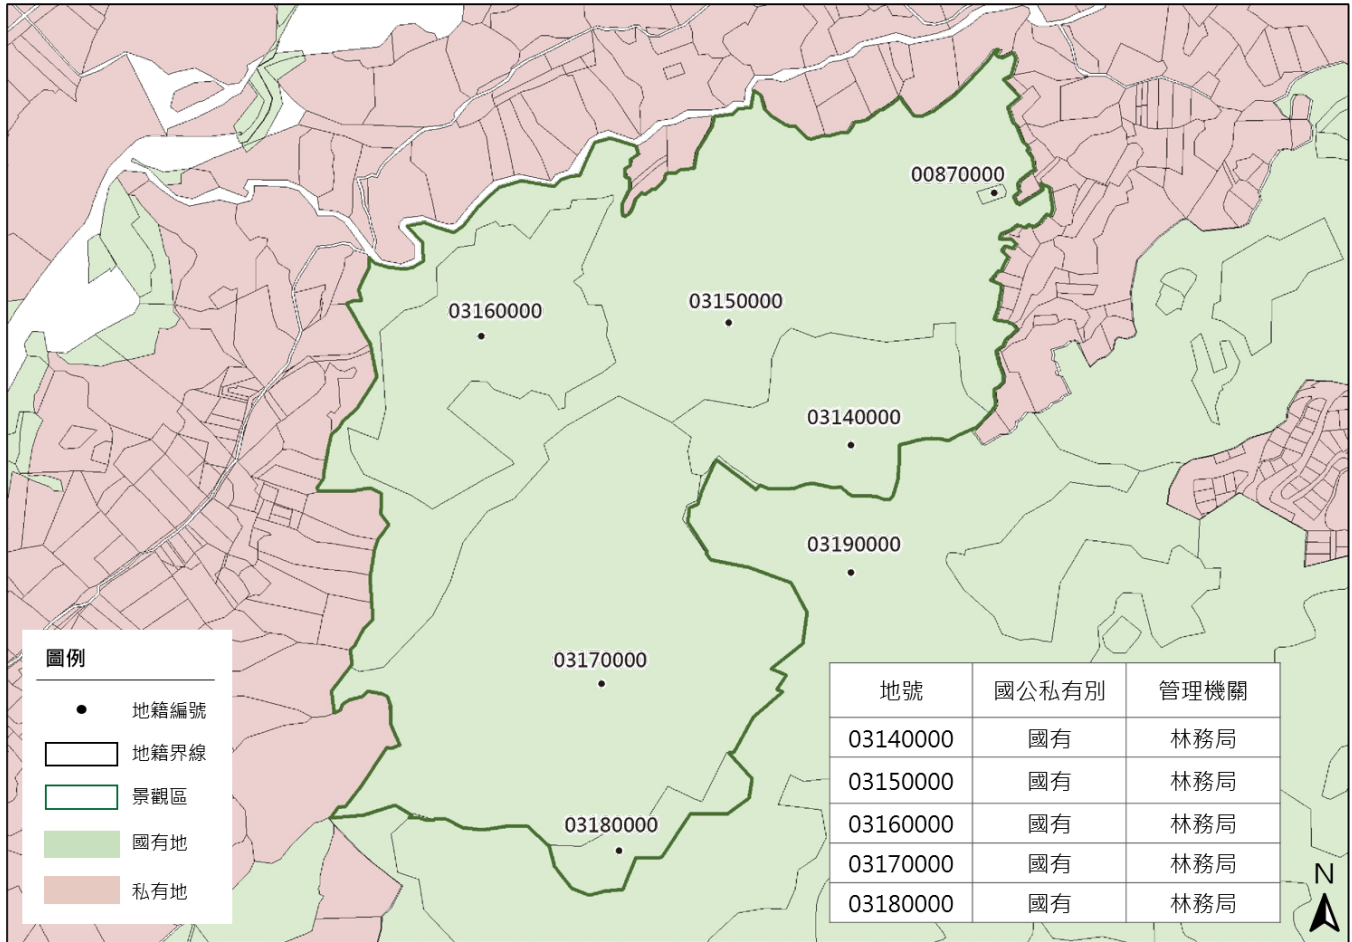 00870000
03160000
03150000
03140000
03190000
03170000
03180000
圖例
地籍編號
地籍界線
景觀區
國有地
私有地
地號 國公私有別 管理機關
03140000 國有 林務局
03150000 國有 林務局
03160000 國有 林務局
03170000 國有 林務局
03180000 國有 林務局
N